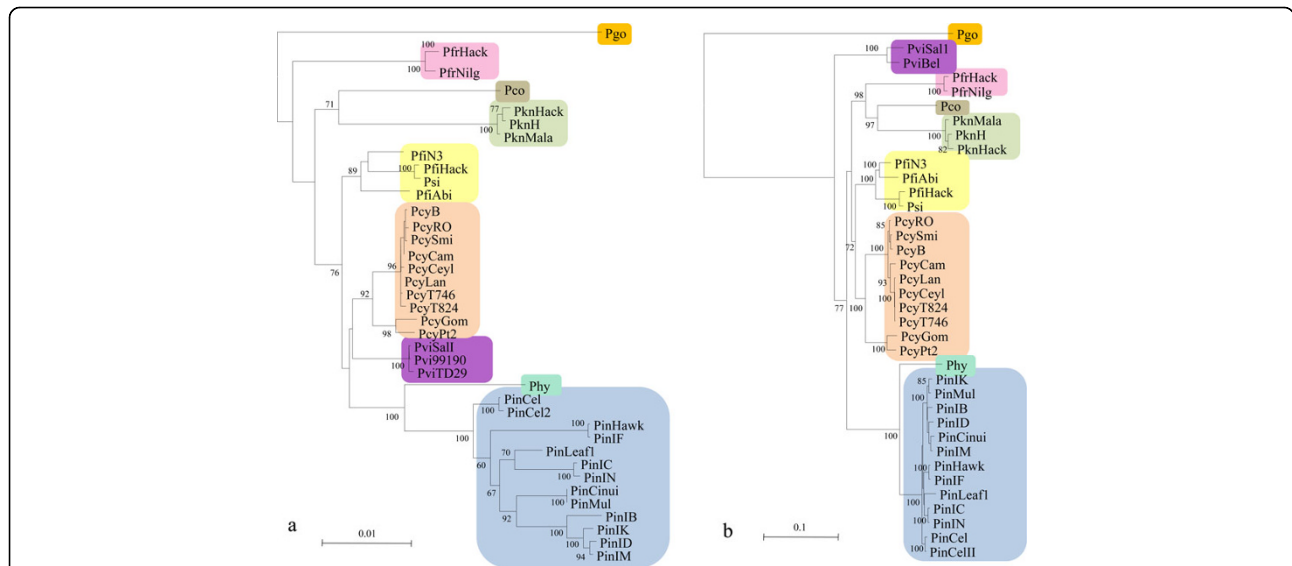 Pgo
100
PfrHack
100
PfrNilg
Pco
71
77
PknHack
PknH
100
PknMala
PfiN3
89
100
PfiHack
Psi
PfiAbi
PcyB
PcyRO
PcySmi
PcyCam
96
PcyCeyl
76
PcyLan
92
PcyT746
PcyT824
PcyGom
98
PcyPt2
PviSalI
Pvi99190
100
PviTD29
Phy
PinCel
100
PinCel2
100
100
100
PinHawk
PinIF
60
70
PinLeaf1
PinIC
67
100
PinIN
PinCinui
100
PinMul
92
PinIB
PinIK
100
100
PinID
94
PinIM
a
0.01
Pgo
100
PviSal1
PviBel
98
PfrHack
100
PfrNilg
Pco
97
PknMala
100
PknH
82
PknHack
PfiN3
100
100
PfiAbi
PfiHack
100
Psi
85
PcyRO
PcySmi
72
100
PcyB
PcyCam
93
PcyLan
100
PcyCeyl
77
100
PcyT824
PcyT746
PcyGom
100
PcyPt2
Phy
85
PinIK
100
PinMul
PinIB
PinID
PinCinui
100
PinIM
100
PinHawk
PinIF
PinLeaf1
100
PinIC
100
PinIN
PinCel
100
PinCelII
b
0.1